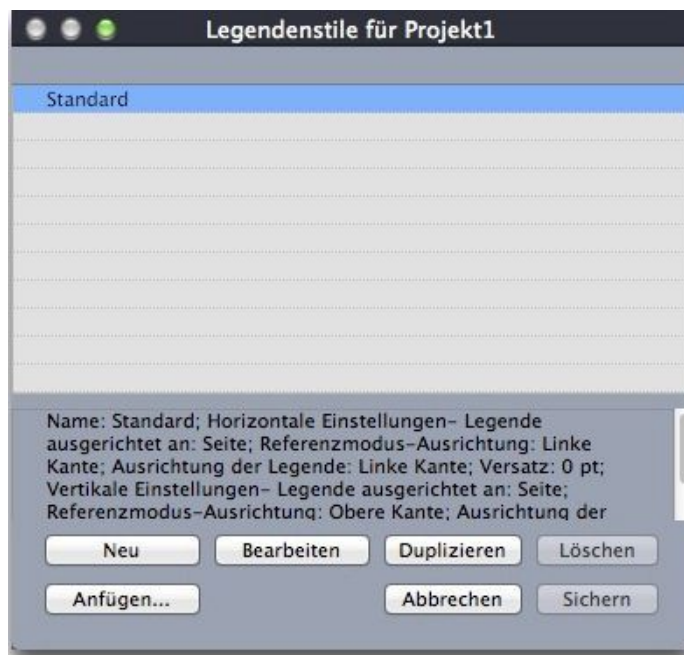 Legendenstile für Projekt1
Standard
Name: Standard; Horizontale Einstellungen– Legende
ausgerichtet an: Seite; Referenzmodus–Ausrichtung: Linke
Kante; Ausrichtung der Legende: Linke Kante; Versatz: 0 pt;
Vertikale Einstellungen– Legende ausgerichtet an: Seite;
Referenzmodus–Ausrichtung: Obere Kante; Ausrichtung der
Neu Bearbeiten Duplizieren Löschen
Anfügen... Abbrechen Sichern